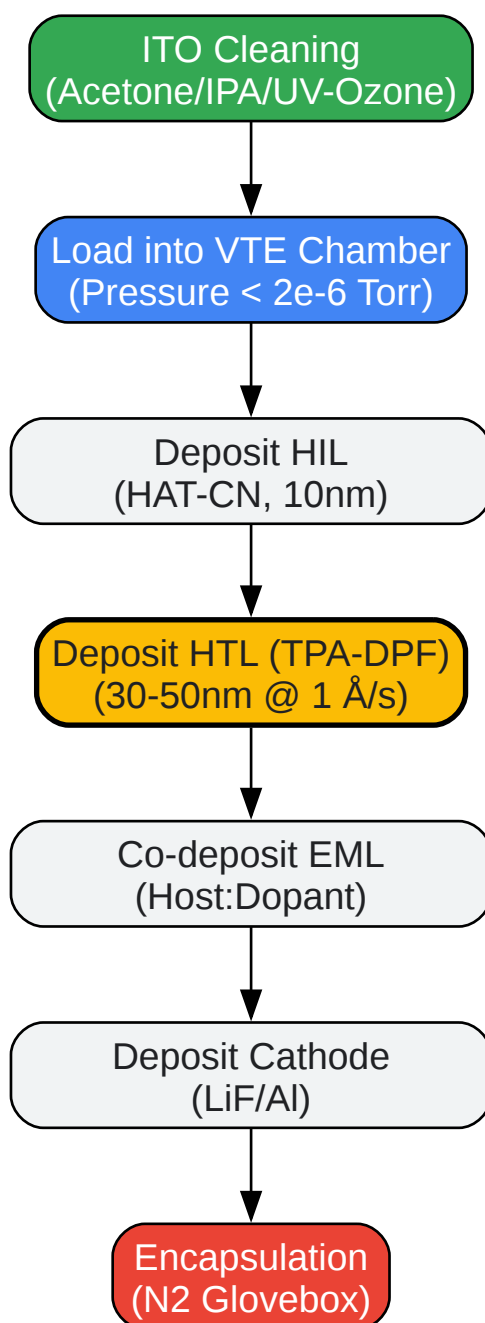 ITO Cleaning
(Acetone/IPA/UV-Ozone)
Load into VTE Chamber
(Pressure < 2e-6 Torr)
Deposit HIL
(HAT-CN, 10nm)
Deposit HTL (TPA-DPF)
(30-50nm @ 1 Å/s)
Co-deposit EML
(Host:Dopant)
Deposit Cathode
(LiF/Al)
Encapsulation
(N2 Glovebox)